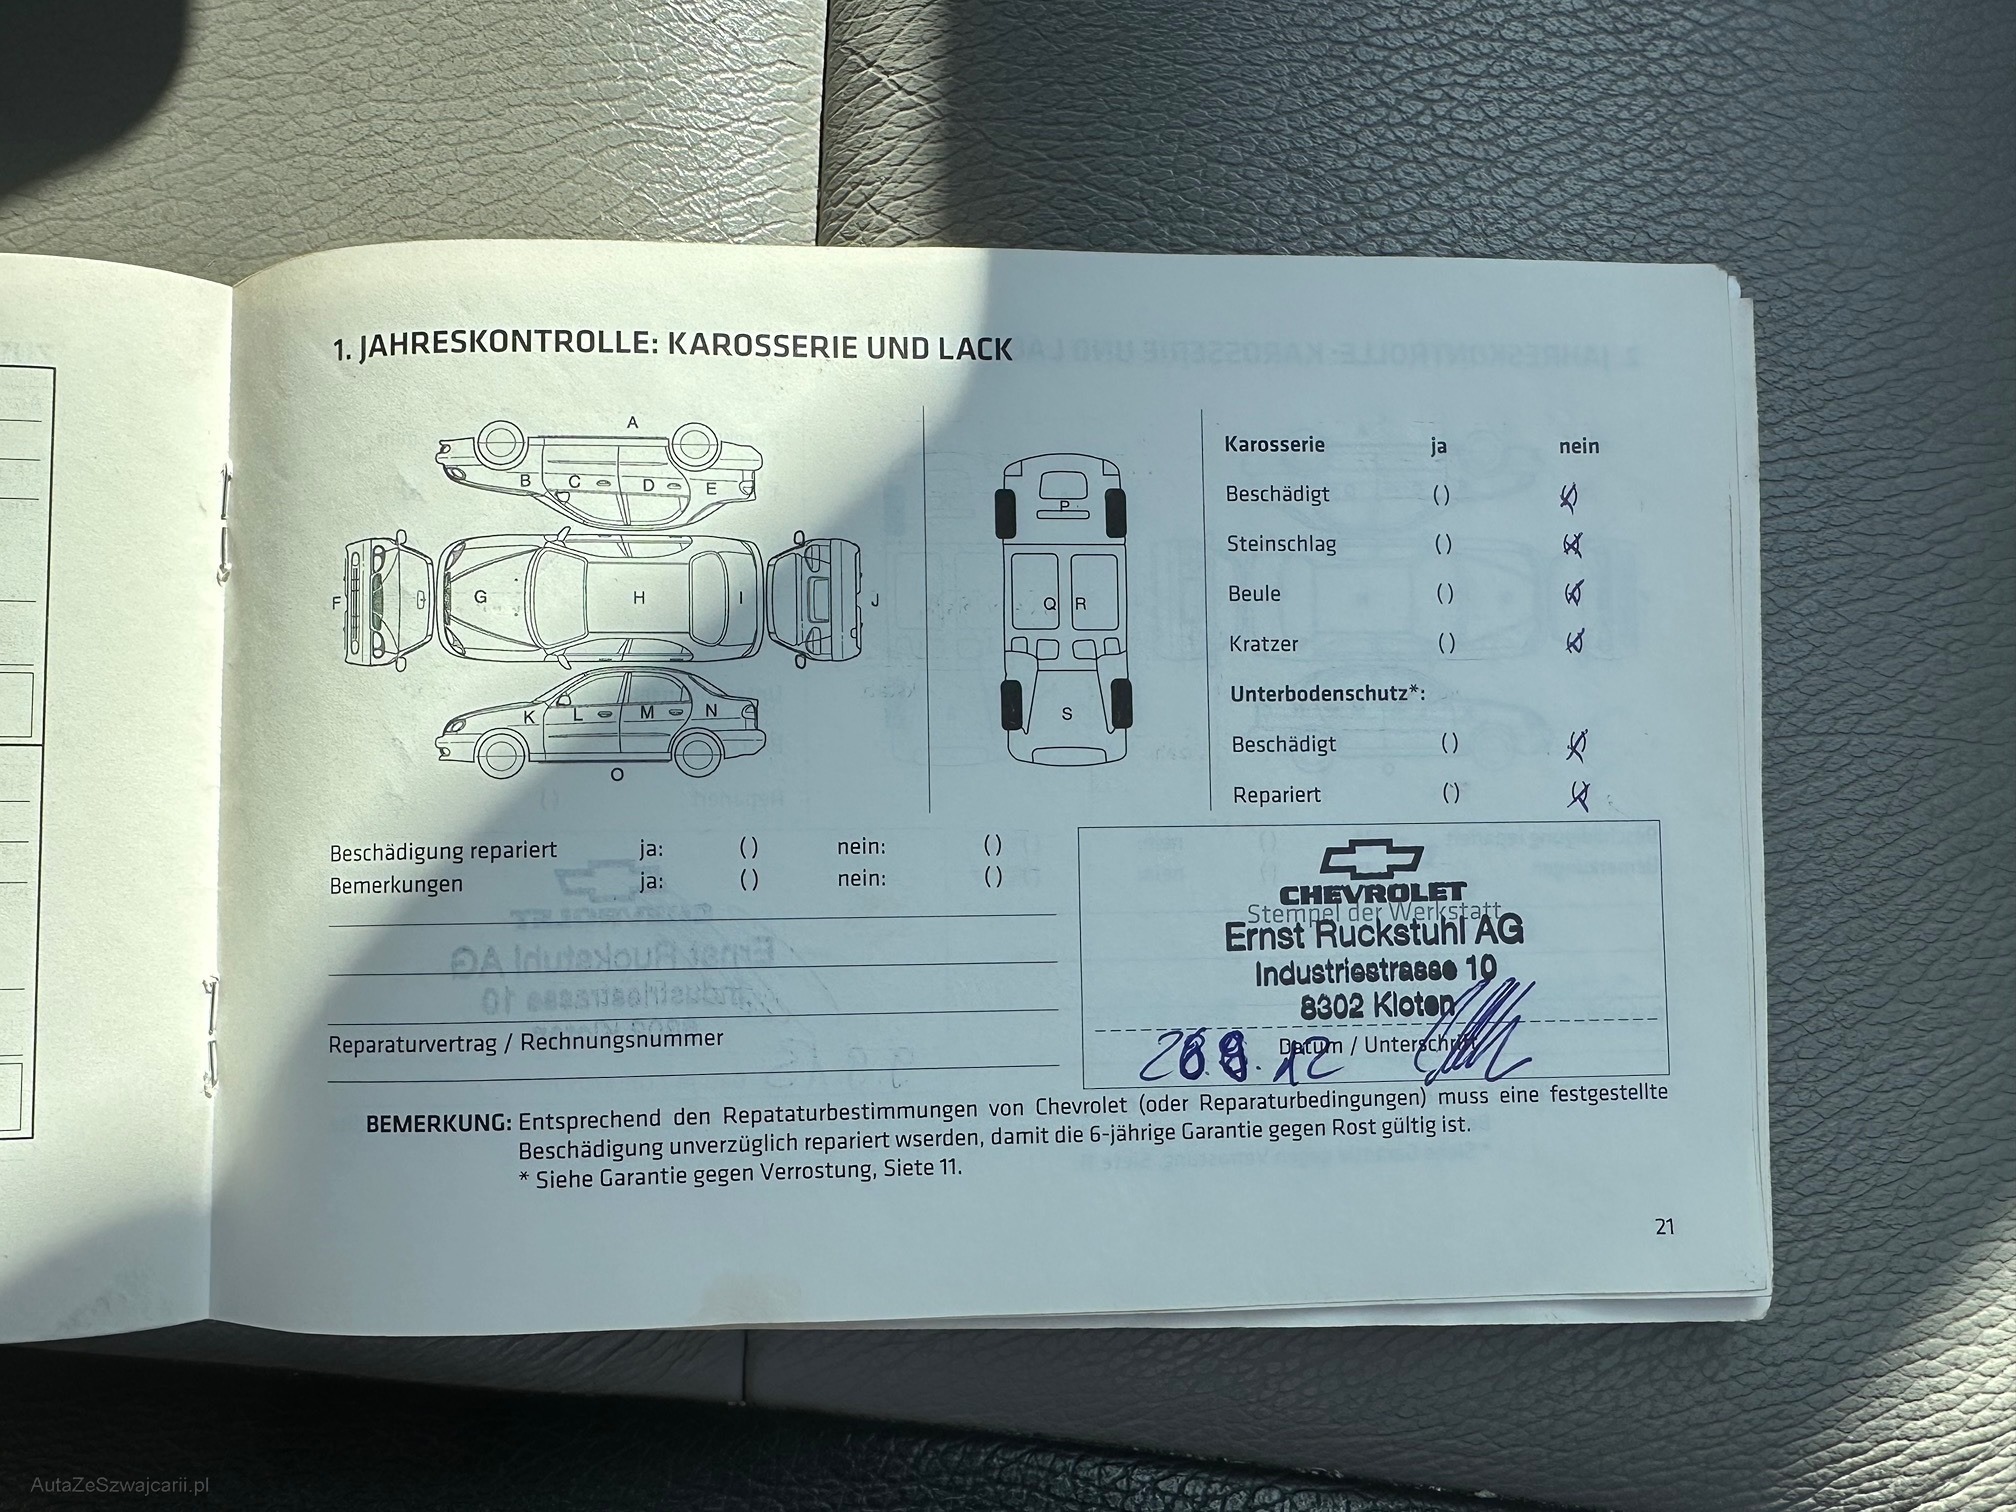 1. JAHRESKONTROLLE: KAROSSERIE UND LACK
A
B C D E
F G H I J
K L M N
O
P
Q R
S
Karosserie ja nein
Beschädigt ( ) (x)
Steinschlag ( ) (x)
Beule ( ) (x)
Kratzer ( ) (x)
Unterbodenschutz*:
Beschädigt ( ) (x)
Repariert ( ) (x)
Beschädigung repariert ja: ( ) nein: ( )
Bemerkungen ja: ( ) nein: ( )
Reparaturvertrag / Rechnungsnummer
CHEVROLET
Stempel der Werkstatt
Ernst Ruckstuhl AG
Industriestrasse 10
8302 Kloten
Datum / Unterschrift
BEMERKUNG: Entsprechend den Repataturbestimmungen von Chevrolet (oder Reparaturbedingungen) muss eine festgestellte
Beschädigung unverzüglich repariert wserden, damit die 6-jährige Garantie gegen Rost gültig ist.
* Siehe Garantie gegen Verrostung, Siete 11.
21
AutaZeSzwajcarii.pl